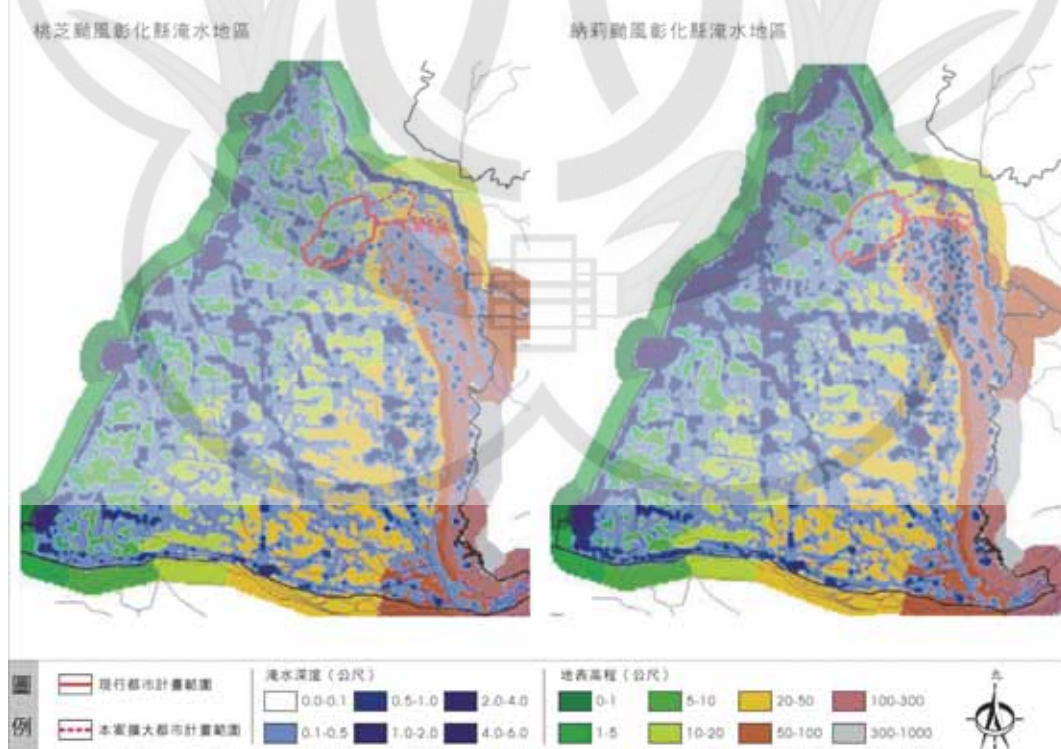 桃芝颱風彰化縣淹水地區
納莉颱風彰化縣淹水地區
圖例
現行都市計畫範圍
本案擴大都市計畫範圍
淹水深度（公尺）
0.0-0.1
0.5-1.0
2.0-4.0
0.1-0.5
1.0-2.0
4.0-6.0
地表高程（公尺）
0-1
5-10
20-50
100-300
1-5
10-20
50-100
300-1000
北